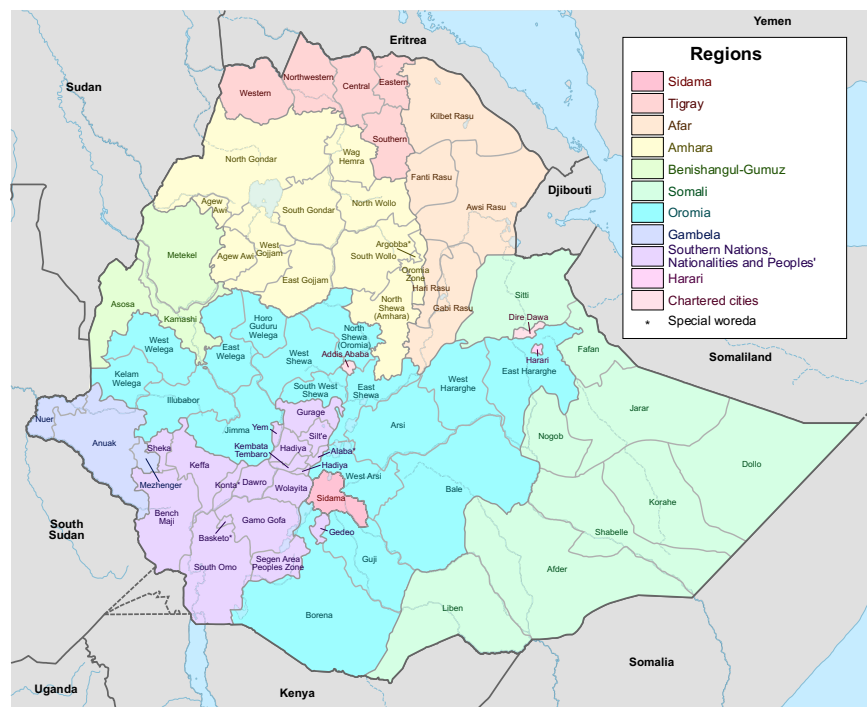 Yemen
Eritrea
Sudan
Regions
Sidama
Tigray
Afar
Amhara
Benishangul-Gumuz
Somali
Oromia
Gambela
Southern Nations,
Nationalities and Peoples'
Harari
Chartered cities
* Special woreda
Northwestern
Western
Central
Eastern
Southern
Kilbet Rasu
North Gondar
Wag
Hemra
Fanti Rasu
Djibouti
Agew
Awi
South Gondar
North Wollo
Awsi Rasu
Metekel
Agew Awi
West
Gojjam
Argobba*
South Wollo
Oromia
Zone
East Gojjam
Hari Rasu
Sitti
Asosa
Kamashi
North
Shewa
(Amhara)
Gabi Rasu
Dire Dawa
Horo
Guduru
Welega
North
Shewa
(Oromia)
West
Welega
East
Welega
West
Shewa
Addis Ababa
Harari
Fafan
Somaliland
Kelam
Welega
South West
Shewa
East
Shewa
West
Hararghe
East Hararghe
Illubabor
Jarar
Nuer
Anuak
Jimma
Yem
Gurage
Silt'e
Arsi
Nogob
Sheka
Keffa
Kembata
Tembaro
Hadiya
Alaba*
Hadiya
Dollo
Mezhenger
Konta*
Dawro
Wolayita
West Arsi
Sidama
Bale
Korahe
South
Sudan
Bench
Maji
Gamo Gofa
Gedeo
Shabelle
Basketo*
Segen Area
Peoples Zone
Guji
Afder
South Omo
Borena
Liben
Somalia
Uganda
Kenya